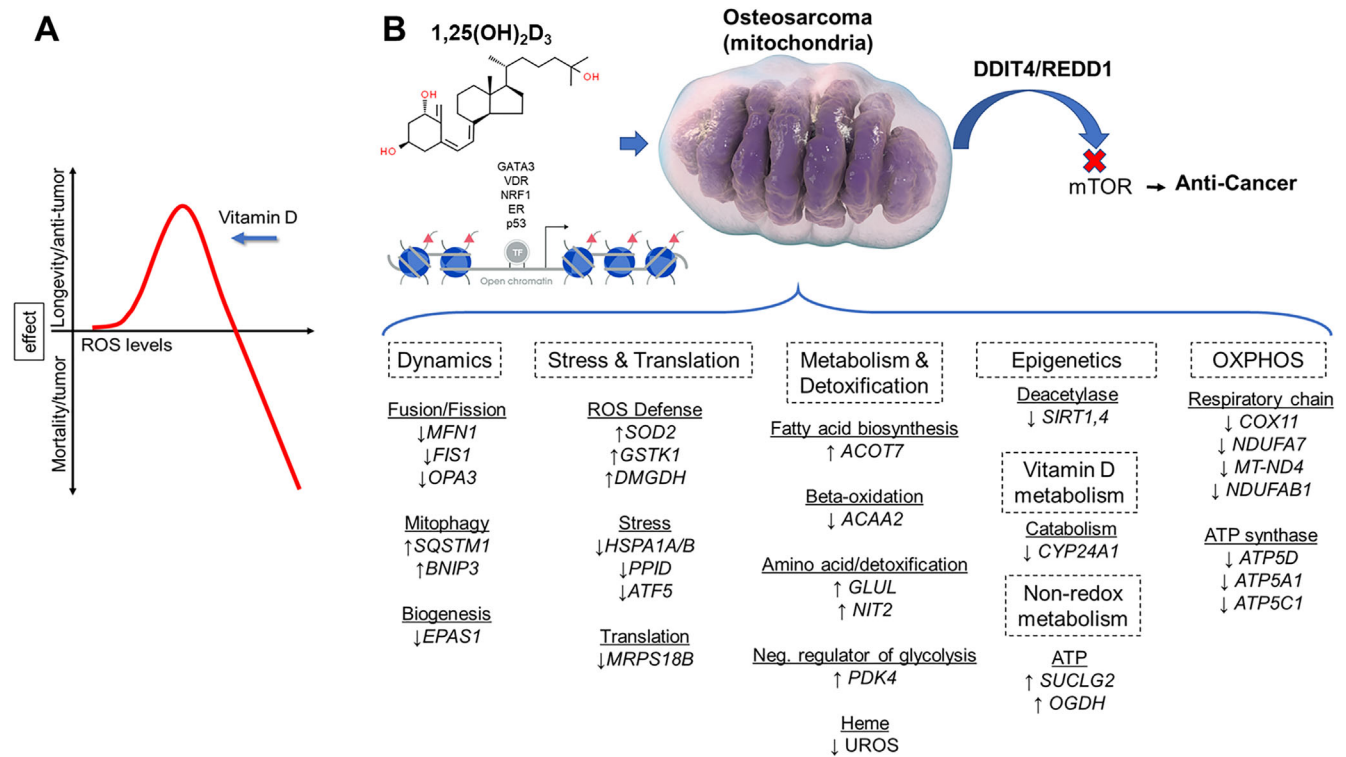 A
Longevity/anti-tumor
Mortality/tumor
effect
ROS levels
Vitamin D
B
1,25(OH)₂D₃
OH
OH
HO
GATA3
VDR
NRF1
ER
p53
TF
Open chromatin
Osteosarcoma
(mitochondria)
DDIT4/REDD1
mTOR → Anti-Cancer
Dynamics
Fusion/Fission
↓MFN1
↓FIS1
↓OPA3
Mitophagy
↑SQSTM1
↑BNIP3
Biogenesis
↓EPAS1
Stress & Translation
ROS Defense
↑SOD2
↑GSTK1
↑DMGDH
Stress
↓HSPA1A/B
↓PPID
↓ATF5
Translation
↓MRPS18B
Metabolism &
Detoxification
Fatty acid biosynthesis
↑ ACOT7
Beta-oxidation
↓ ACAA2
Amino acid/detoxification
↑ GLUL
↑ NIT2
Neg. regulator of glycolysis
↑ PDK4
Heme
↓ UROS
Epigenetics
Deacetylase
↓ SIRT1,4
Vitamin D
metabolism
Catabolism
↓ CYP24A1
Non-redox
metabolism
ATP
↑ SUCLG2
↑ OGDH
OXPHOS
Respiratory chain
↓ COX11
↓ NDUFA7
↓ MT-ND4
↓ NDUFAB1
ATP synthase
↓ ATP5D
↓ ATP5A1
↓ ATP5C1